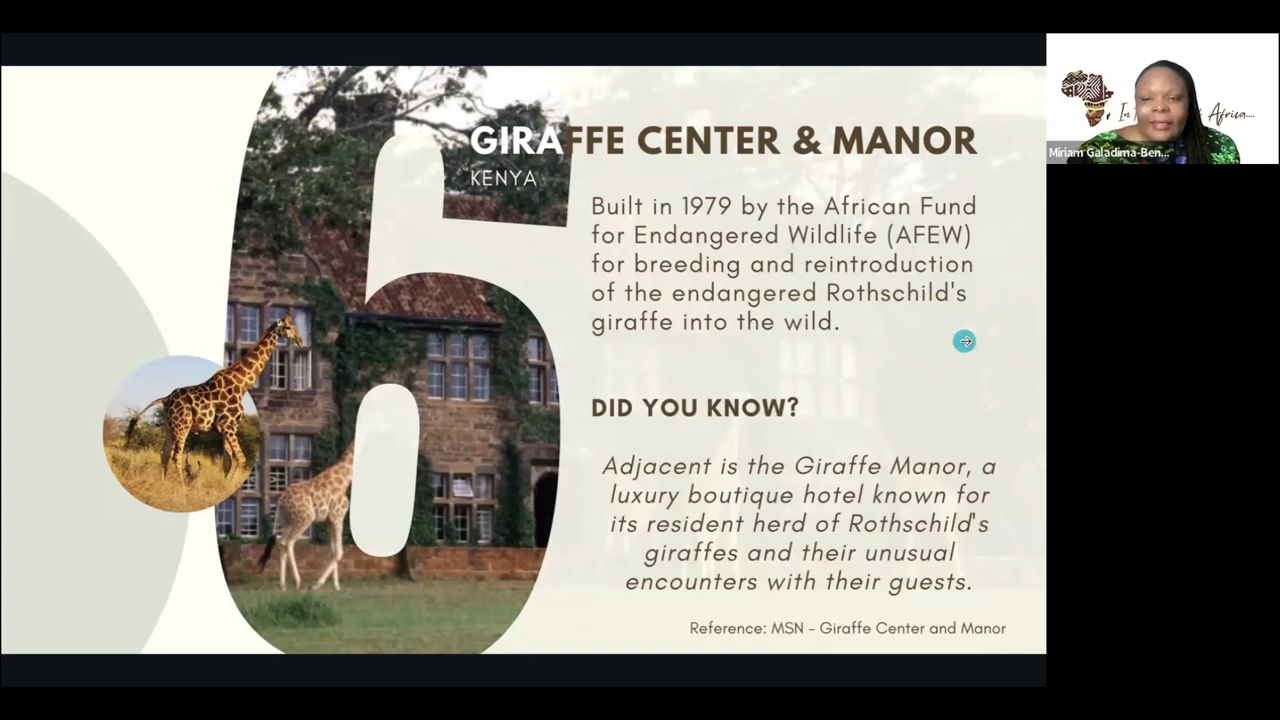 GIRAFFE CENTER & MANOR
KENYA
Built in 1979 by the African Fund
for Endangered Wildlife (AFEW)
for breeding and reintroduction
of the endangered Rothschild's
giraffe into the wild.
DID YOU KNOW?
Adjacent is the Giraffe Manor, a
luxury boutique hotel known for
its resident herd of Rothschild's
giraffes and their unusual
encounters with their guests.
Reference: MSN - Giraffe Center and Manor
6
In Africa....
Miriam Galadima-Ben...